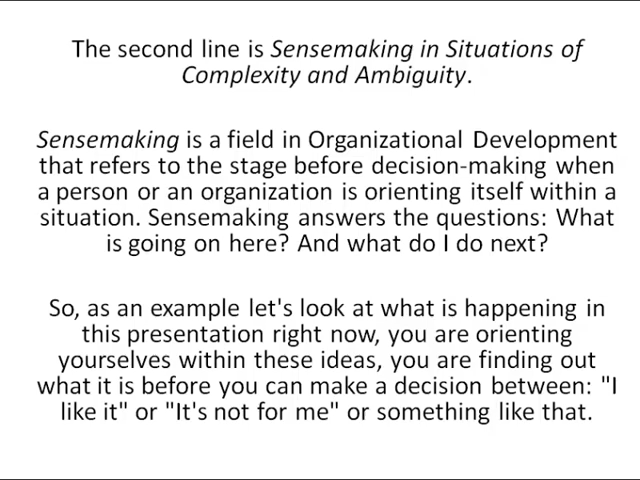 The second line is Sensemaking in Situations of
Complexity and Ambiguity.
Sensemaking is a field in Organizational Development
that refers to the stage before decision-making when
a person or an organization is orienting itself within a
situation. Sensemaking answers the questions: What
is going on here? And what do I do next?
So, as an example let's look at what is happening in
this presentation right now, you are orienting
yourselves within these ideas, you are finding out
what it is before you can make a decision between: "I
like it" or "It's not for me" or something like that.